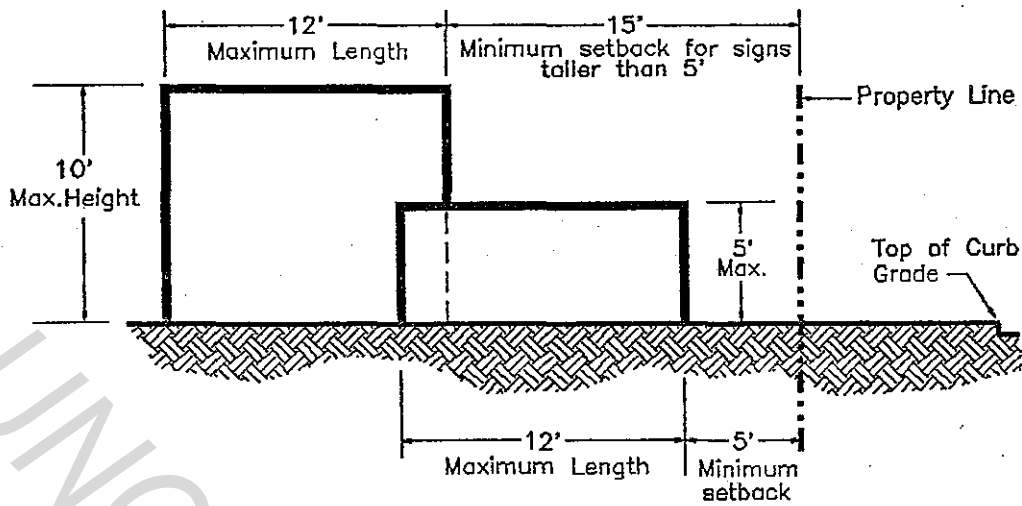 12'
Maximum Length
15'
Minimum setback for signs
taller than 5'
Property Line
10'
Max.Height
5'
Max.
Top of Curb
Grade
12'
Maximum Length
5'
Minimum
setback
UNC